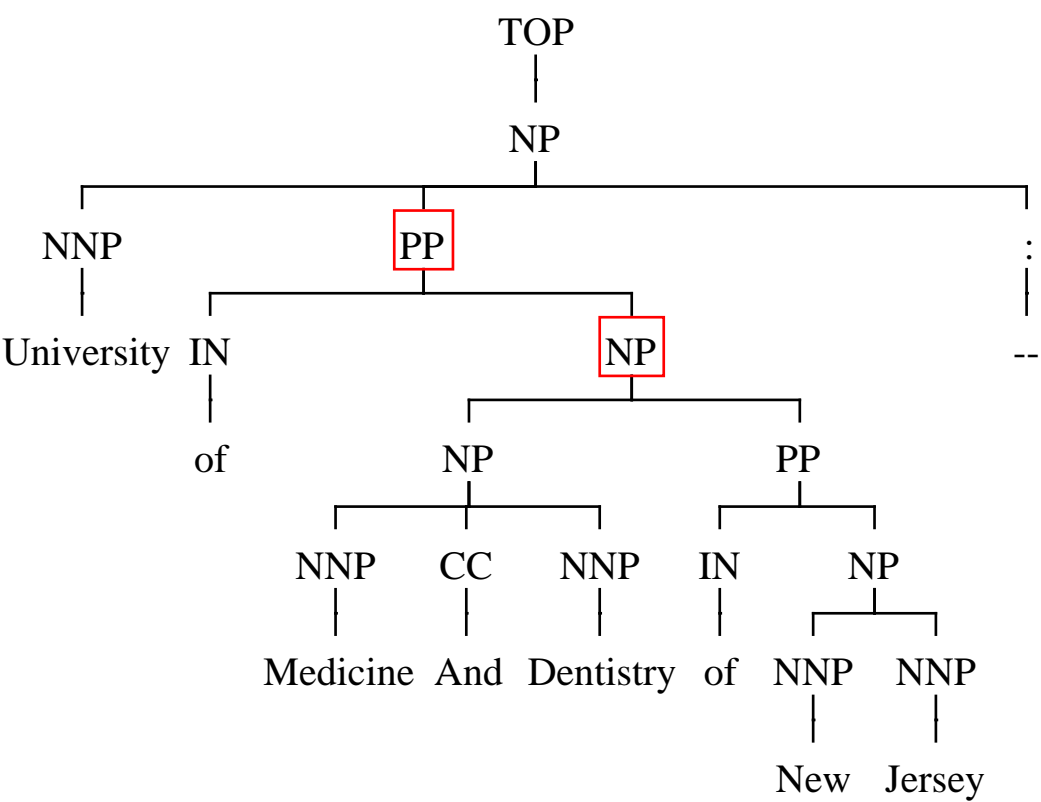 TOP
NP
NNP PP :
University IN NP --
of NP PP
NNP CC NNP IN NP
Medicine And Dentistry of NNP NNP
New Jersey